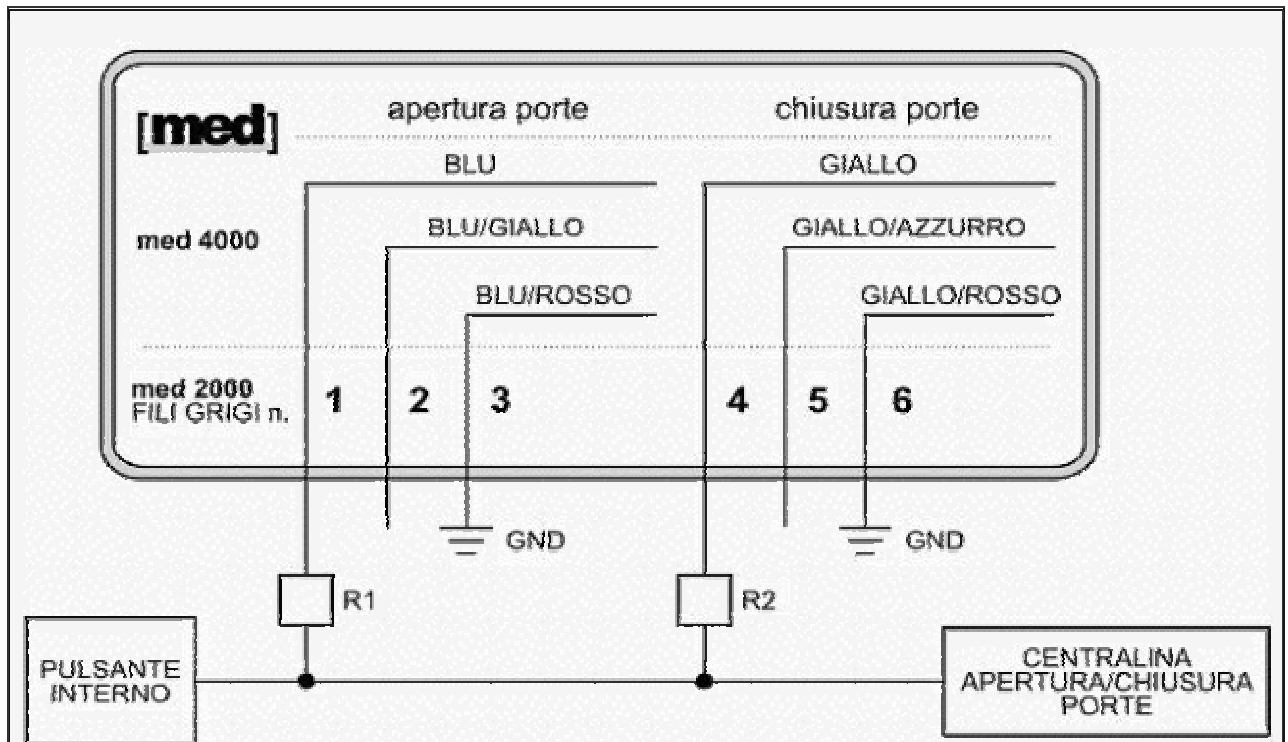 [med]
apertura porte
chiusura porte
BLU
GIALLO
med 4000
BLU/GIALLO
GIALLO/AZZURRO
BLU/ROSSO
GIALLO/ROSSO
med 2000
FILI GRIGI n.
1 2 3 4 5 6
GND
GND
R1
R2
PULSANTE
INTERNO
CENTRALINA
APERTURA/CHIUSURA
PORTE